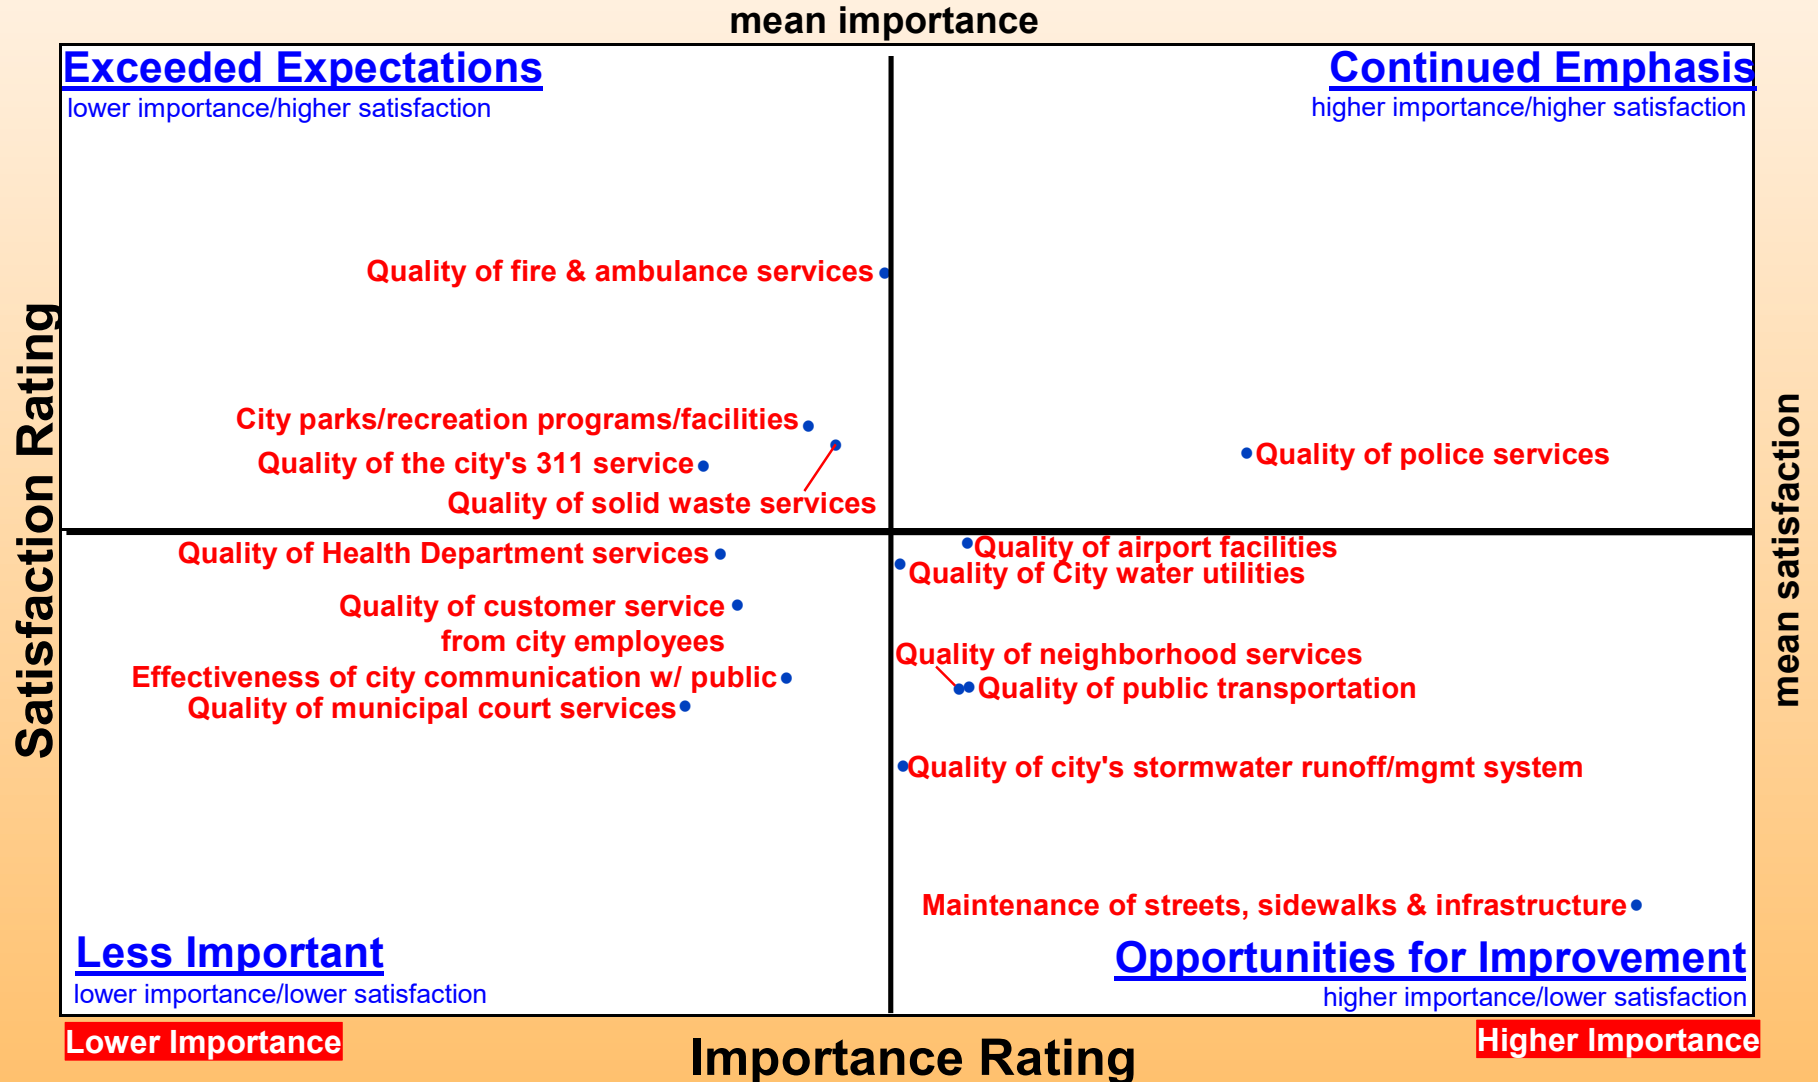 mean importance
Exceeded Expectations
lower importance/higher satisfaction
Continued Emphasis
higher importance/higher satisfaction
Quality of fire & ambulance services
City parks/recreation programs/facilities
Quality of the city's 311 service
Quality of solid waste services
Quality of police services
Satisfaction Rating
mean satisfaction
Quality of Health Department services
Quality of customer service
from city employees
Effectiveness of city communication w/ public
Quality of municipal court services
Quality of airport facilities
Quality of City water utilities
Quality of neighborhood services
Quality of public transportation
Quality of city's stormwater runoff/mgmt system
Maintenance of streets, sidewalks & infrastructure
Less Important
lower importance/lower satisfaction
Opportunities for Improvement
higher importance/lower satisfaction
Lower Importance
Importance Rating
Higher Importance